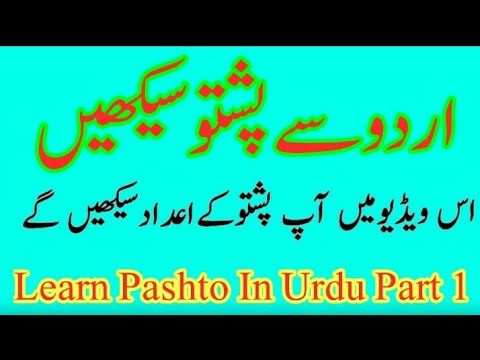 اردو سے پشتو سیکھیں
اس ویڈیو میں آپ پشتو کے اعداد سیکھیں گے
Learn Pashto In Urdu Part 1